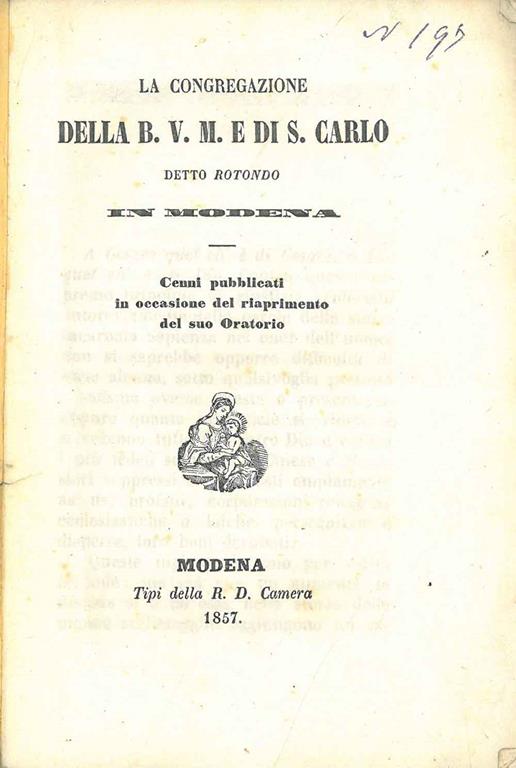 N 195
LA CONGREGAZIONE
DELLA B. V. M. E DI S. CARLO
DETTO ROTONDO
IN MODENA
Cenni pubblicati
in occasione del riaprimento
del suo Oratorio
MODENA
Tipi della R. D. Camera
1857.